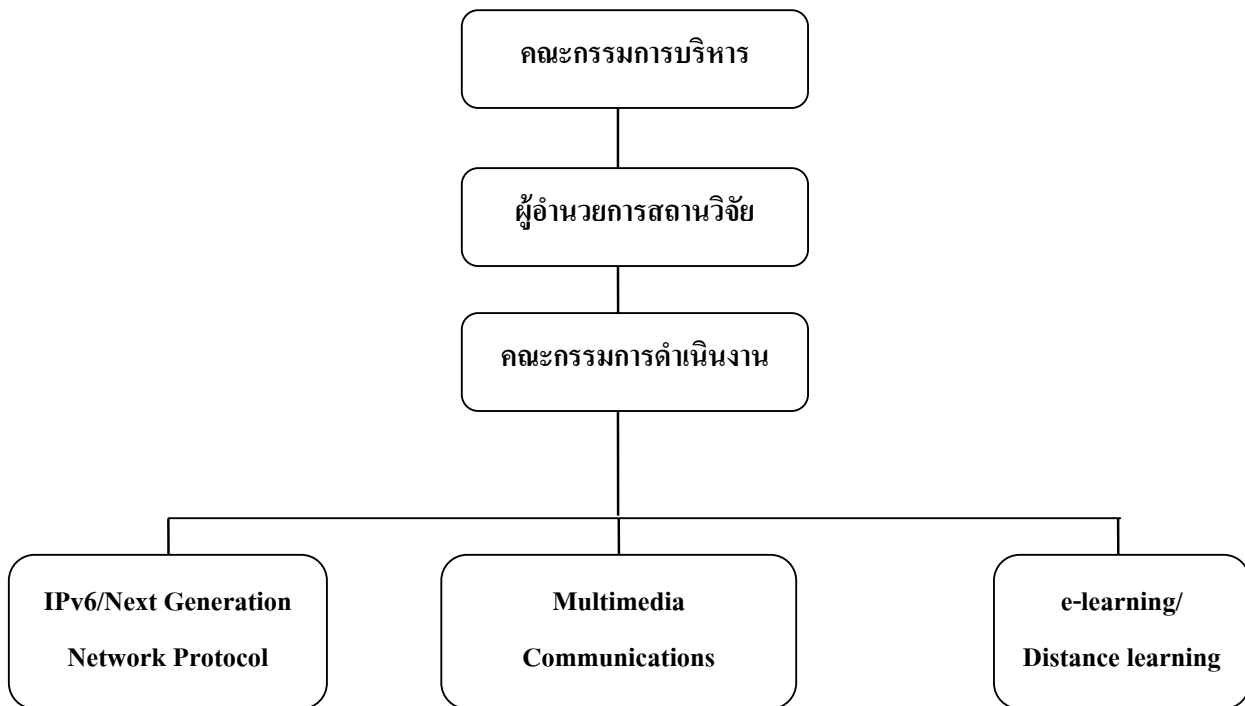 คณะกรรมการบริหาร
ผู้อำนวยการสถานวิจัย
คณะกรรมการดำเนินงาน
IPv6/Next Generation
Network Protocol
Multimedia
Communications
e-learning/
Distance learning